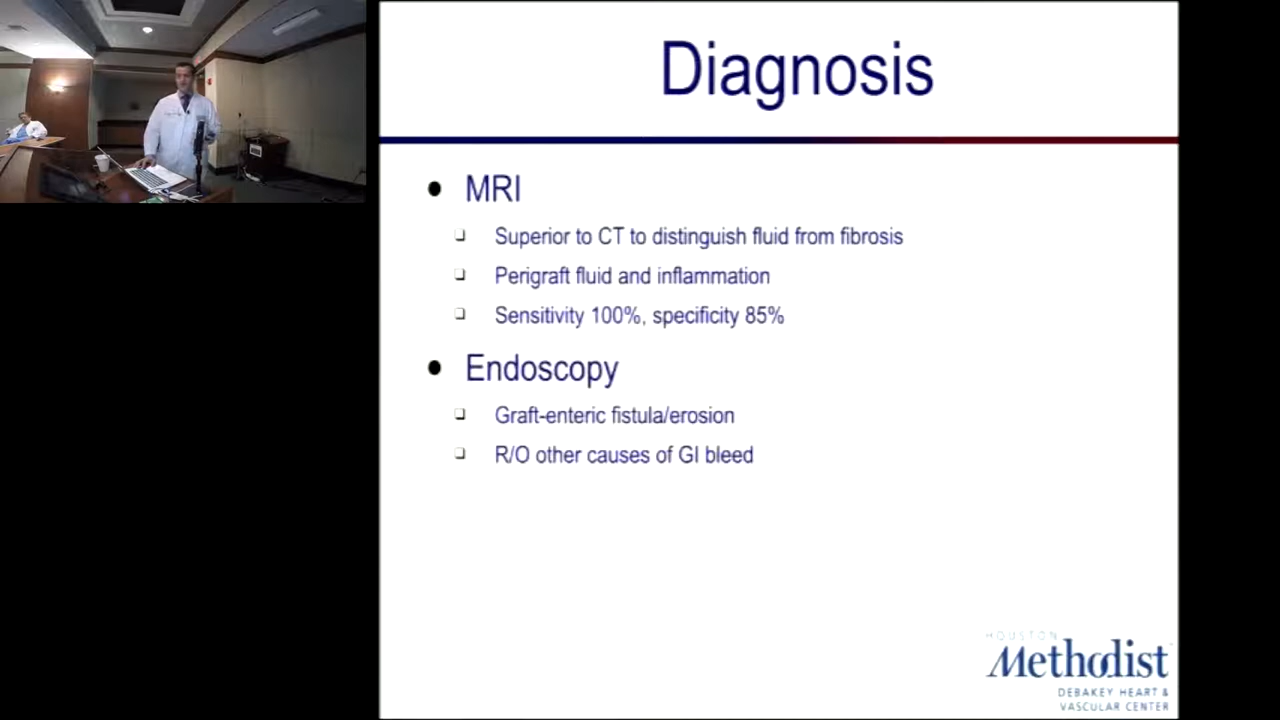 Diagnosis
MRI
Superior to CT to distinguish fluid from fibrosis
Perigraft fluid and inflammation
Sensitivity 100%, specificity 85%
Endoscopy
Graft-enteric fistula/erosion
R/O other causes of GI bleed
HOUSTON
Methodist
DEBAKEY HEART &
VASCULAR CENTER